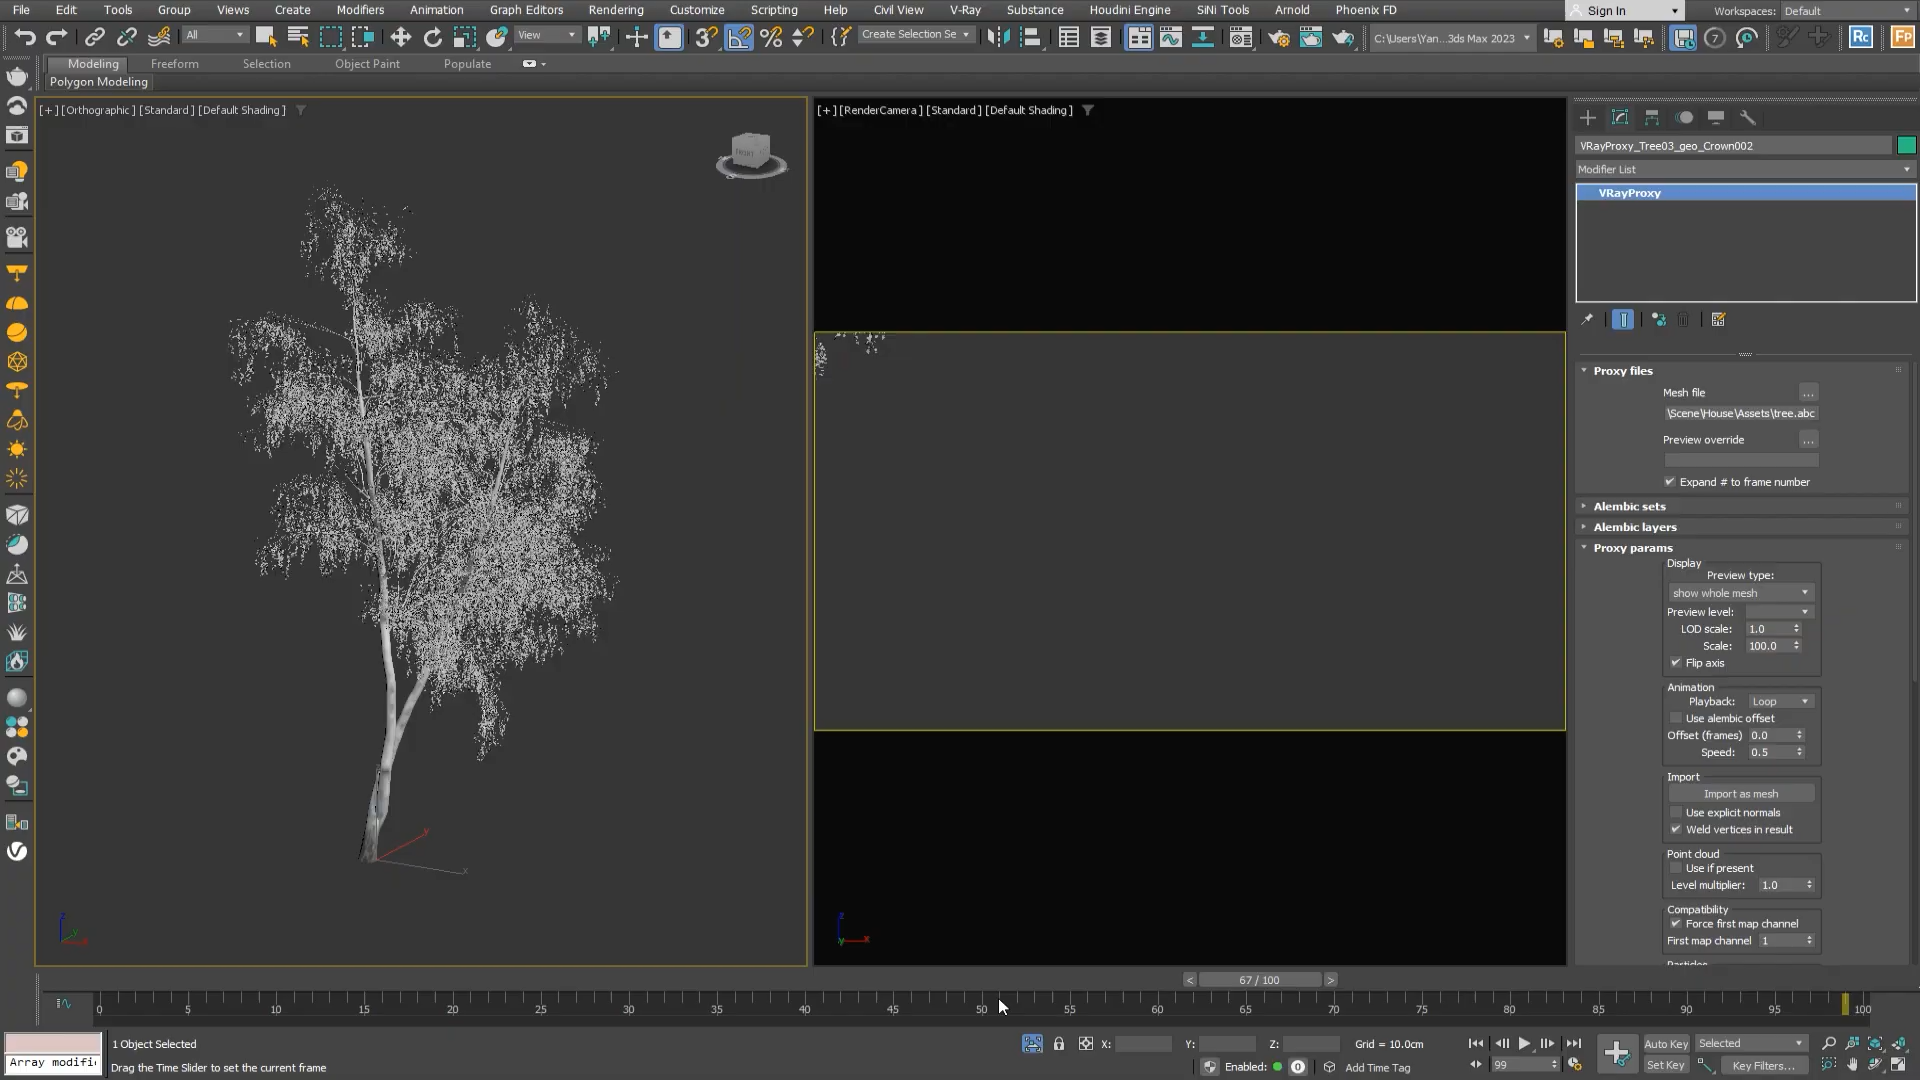 File Edit Tools Group Views Create Modifiers Animation Graph Editors Rendering Customize Scripting Help Civil View V-Ray Substance Houdini Engine SiNi Tools Arnold Phoenix FD Sign In Workspaces: Default
All View Create Selection Se C:\Users\Yan...3ds Max 2023 Rc Fp
Modeling Freeform Selection Object Paint Populate
Polygon Modeling
[+] [Orthographic] [Standard] [Default Shading]
[+] [RenderCamera] [Standard] [Default Shading]
FRONT
VRayProxy_Tree03_geo_Crown002
Modifier List
VRayProxy
Proxy files
Mesh file ...
\Scene\House\Assets\tree.abc
Preview override ...
Expand # to frame number
Alembic sets
Alembic layers
Proxy params
Display
Preview type:
show whole mesh
Preview level:
LOD scale: 1.0
Scale: 100.0
Flip axis
Animation
Playback: Loop
Use alembic offset
Offset (frames) 0.0
Speed: 0.5
Import
Import as mesh
Use explicit normals
Weld vertices in result
Point cloud
Use if present
Level multiplier: 1.0
Compatibility
Force first map channel
First map channel 1
Particles
z y x
z y x
< 67 / 100 >
0 5 10 15 20 25 30 35 40 45 50 55 60 65 70 75 80 85 90 95 100
1 Object Selected X: Y: Z: Grid = 10.0cm Auto Key Selected
Array modifi Drag the Time Slider to set the current frame Enabled: 0 Add Time Tag 99 Set Key Key Filters...